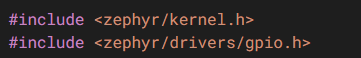 #include <zephyr/kernel.h>
#include <zephyr/drivers/gpio.h>